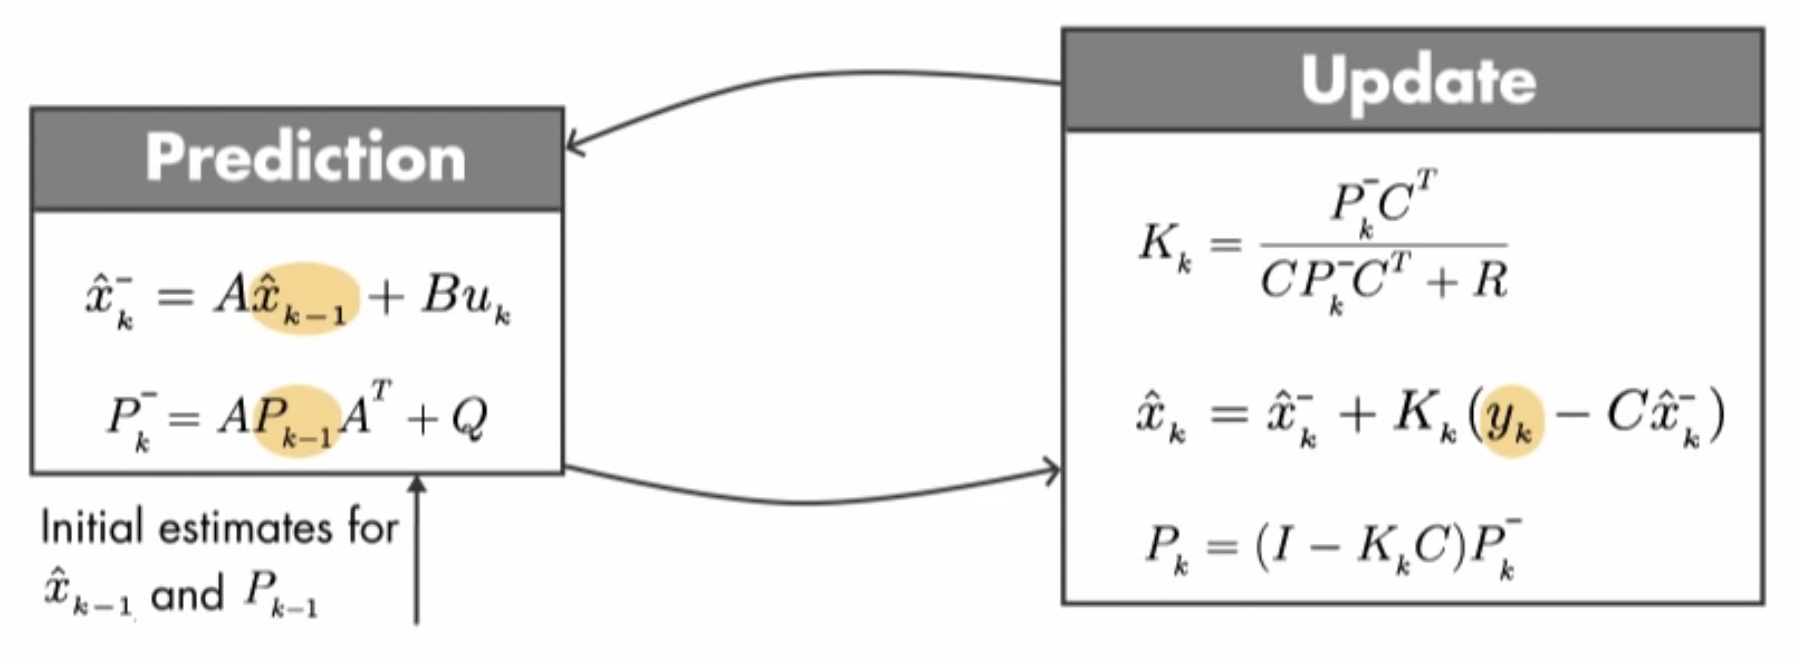 Prediction
x̂ₖ⁻ = Ax̂ₖ₋₁ + Buₖ
Pₖ⁻ = APₖ₋₁Aᵀ + Q
Initial estimates for
x̂ₖ₋₁ and Pₖ₋₁
Update
Kₖ = Pₖ⁻Cᵀ / CPₖ⁻Cᵀ + R
x̂ₖ = x̂ₖ⁻ + Kₖ(yₖ − Cx̂ₖ⁻)
Pₖ = (I − KₖC)Pₖ⁻